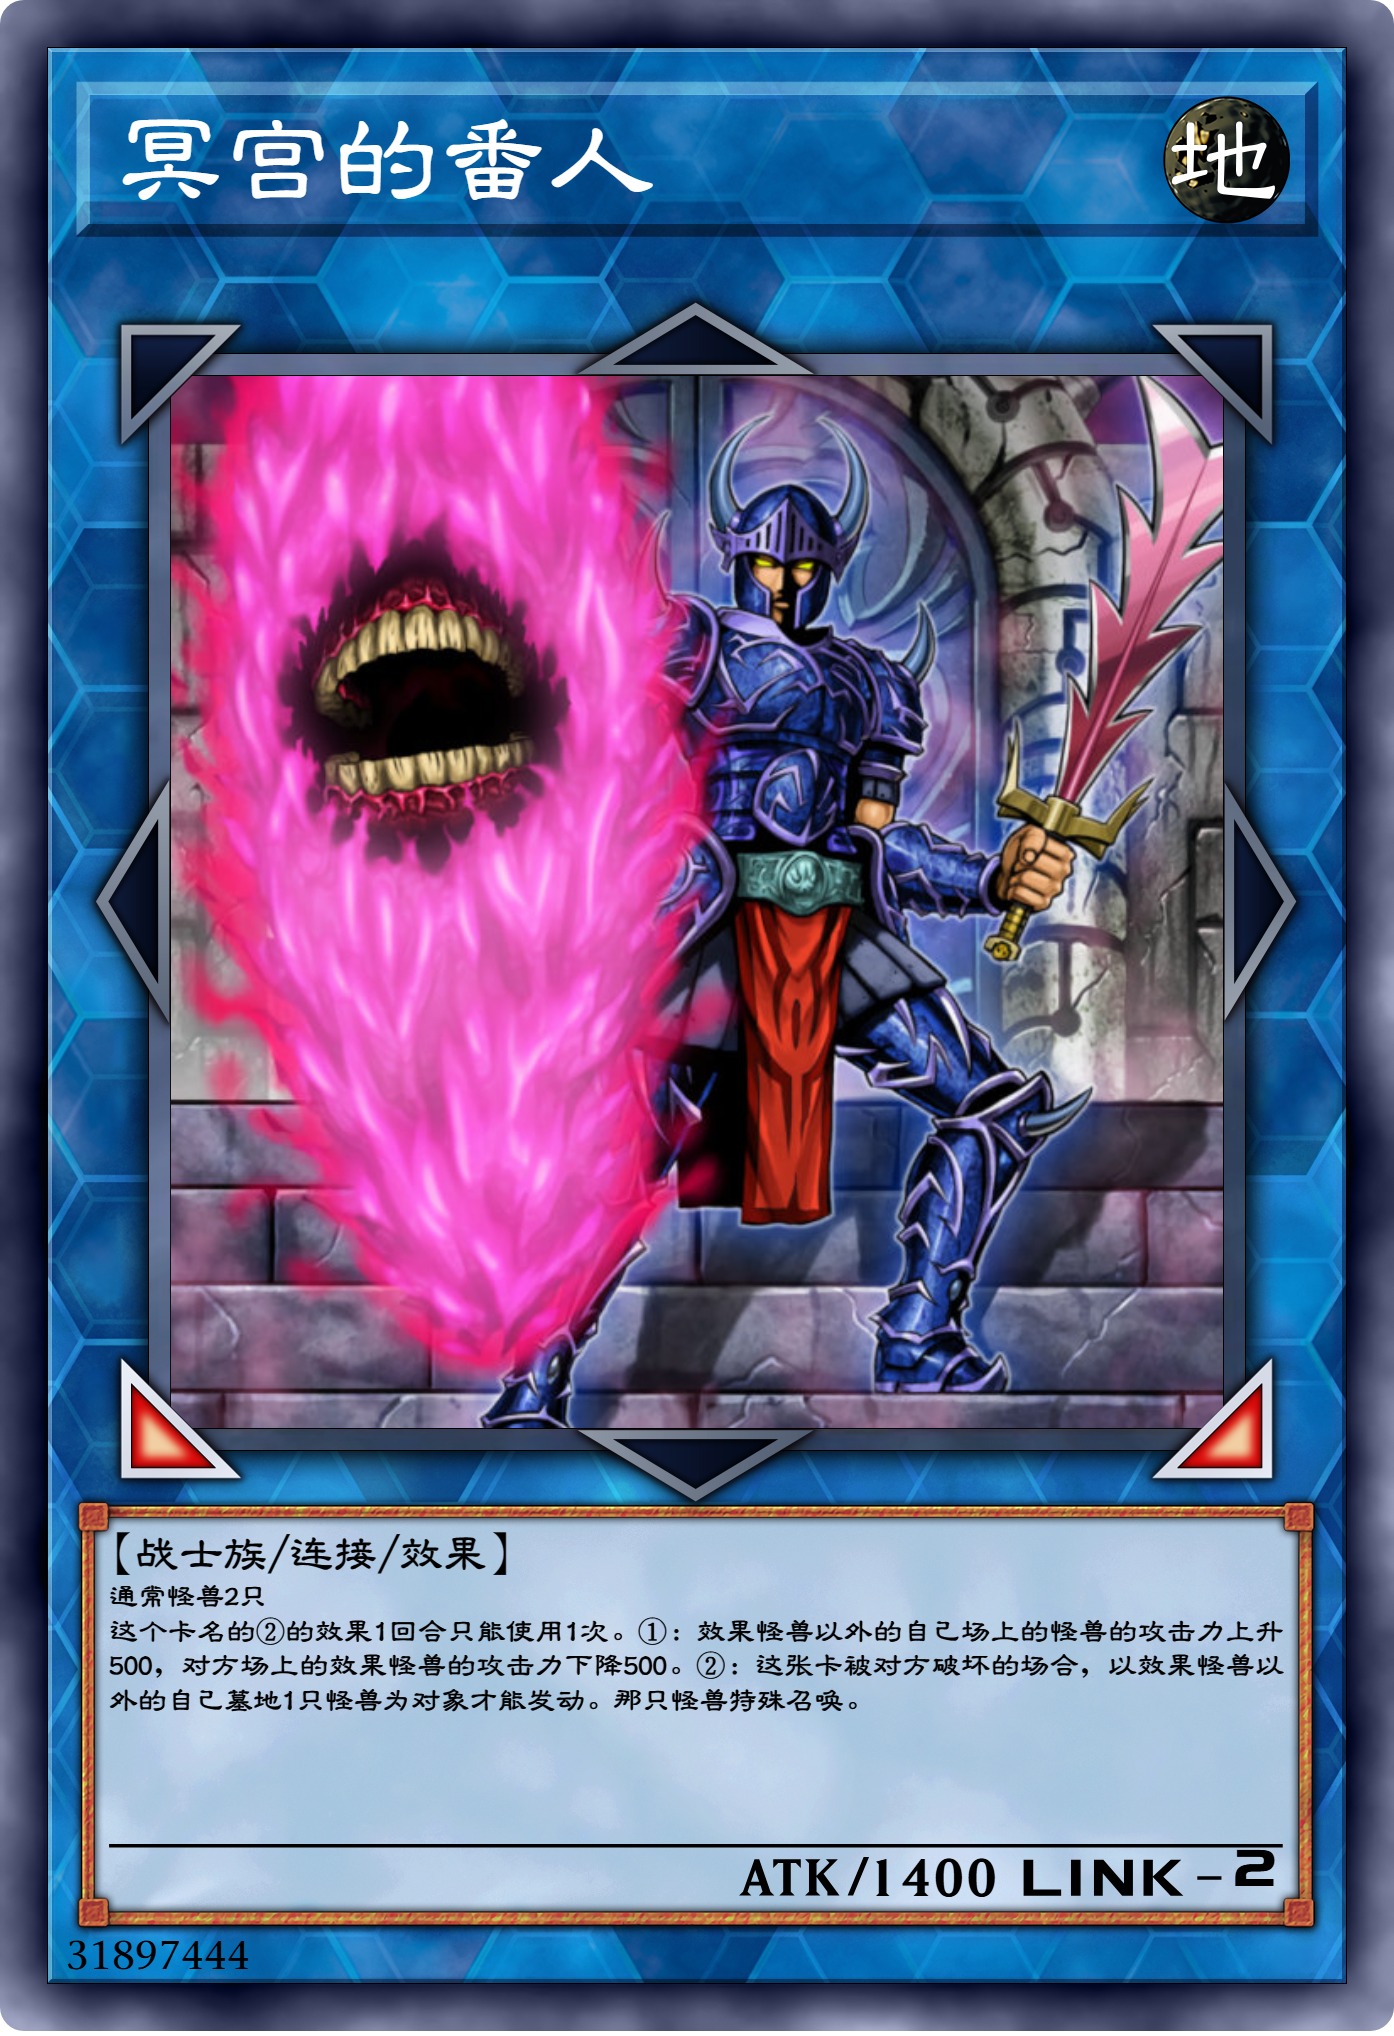 冥宫的番人
地
【战士族/连接/效果】
通常怪兽2只
这个卡名的②的效果1回合只能使用1次。①：效果怪兽以外的自己场上的怪兽的攻击力上升
500，对方场上的效果怪兽的攻击力下降500。②：这张卡被对方破坏的场合，以效果怪兽以
外的自己墓地1只怪兽为对象才能发动。那只怪兽特殊召唤。
ATK/1400 LINK-2
31897444